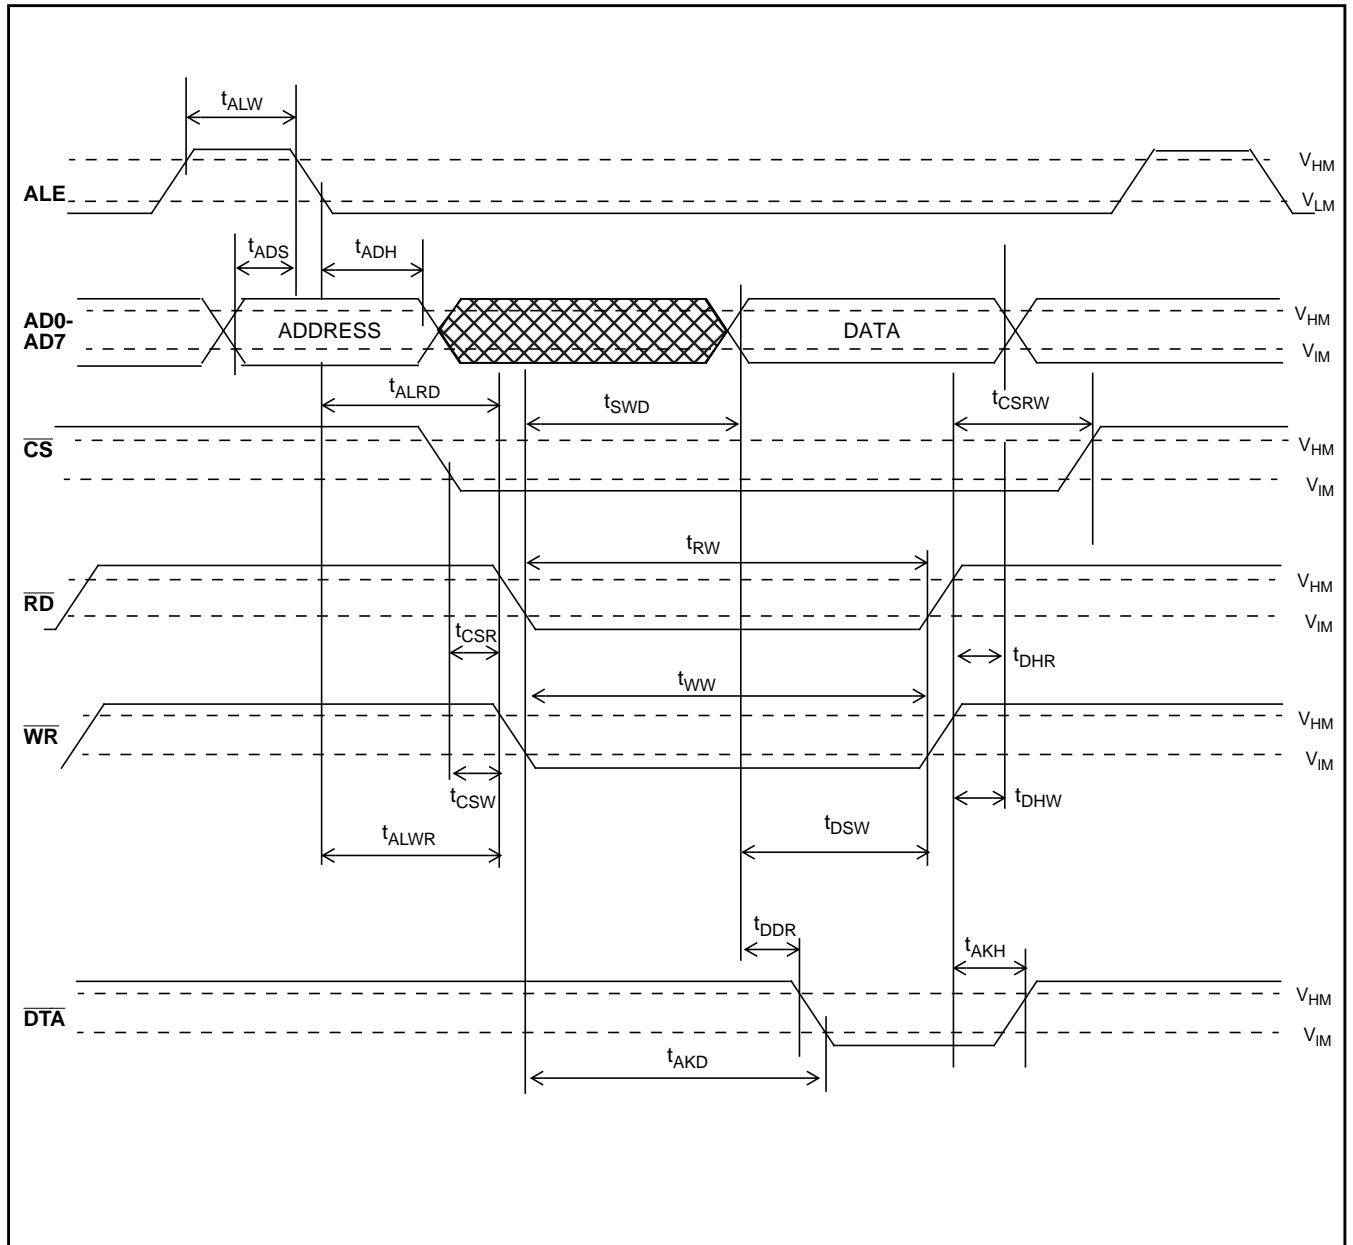 tALW
VHM
ALE
VLM
tADS
tADH
AD0-
AD7
ADDRESS
DATA
VHM
VIM
tALRD
tSWD
tCSRW
CS
VHM
VIM
tRW
RD
VHM
VIM
tCSR
tDHR
tWW
WR
VHM
VIM
tCSW
tDHW
tALWR
tDSW
tDDR
tAKH
DTA
VHM
VIM
tAKD